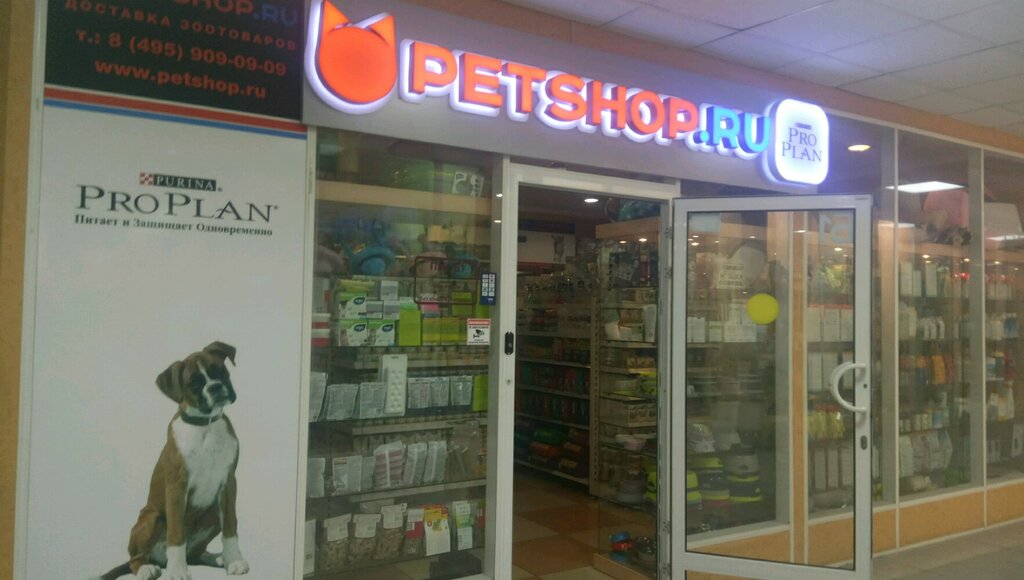 SHOP.RU
ДОСТАВКА ЗООТОВАРОВ
т.: 8 (495) 909-09-09
www.petshop.ru
PETSHOP.RU
PRO
PLAN
PURINA®
PROPLAN®
Питает и Защищает Одновременно